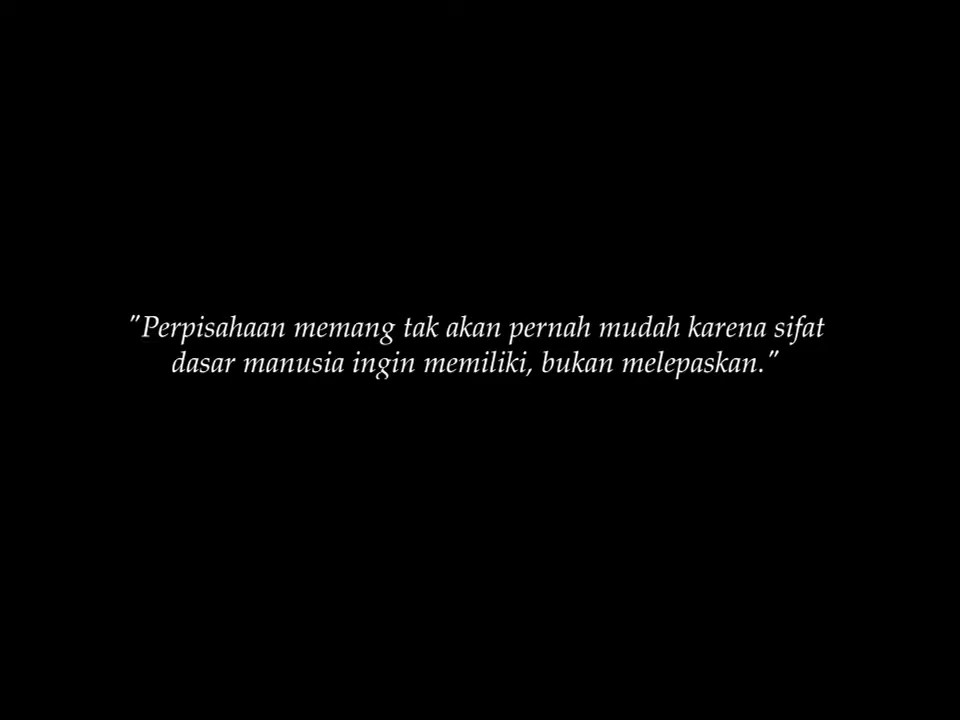 "Perpisahaan memang tak akan pernah mudah karena sifat
dasar manusia ingin memiliki, bukan melepaskan."